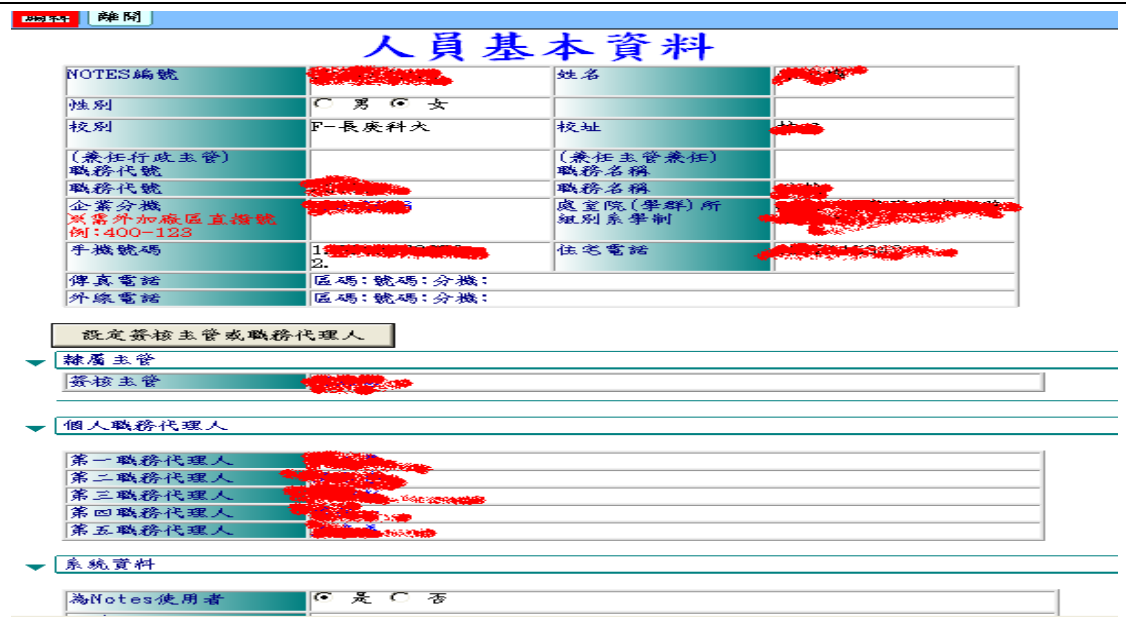 離開
人員基本資料
NOTES編號 姓名
性別 男 女
校別 F-長庚科大 校址
(兼任行政主管) (兼任主管兼任)
職務代號 職務名稱
職務代號 職務名稱
企業分機 處室院(學群)所
※需外加廠區直撥號 組別系學制
例:400-123
手機號碼 1. 住宅電話
2.
傳真電話 區碼:號碼:分機:
外線電話 區碼:號碼:分機:
設定簽核主管或職務代理人
隸屬主管
簽核主管
個人職務代理人
第一職務代理人
第二職務代理人
第三職務代理人
第四職務代理人
第五職務代理人
系統資料
為Notes使用者 是 否